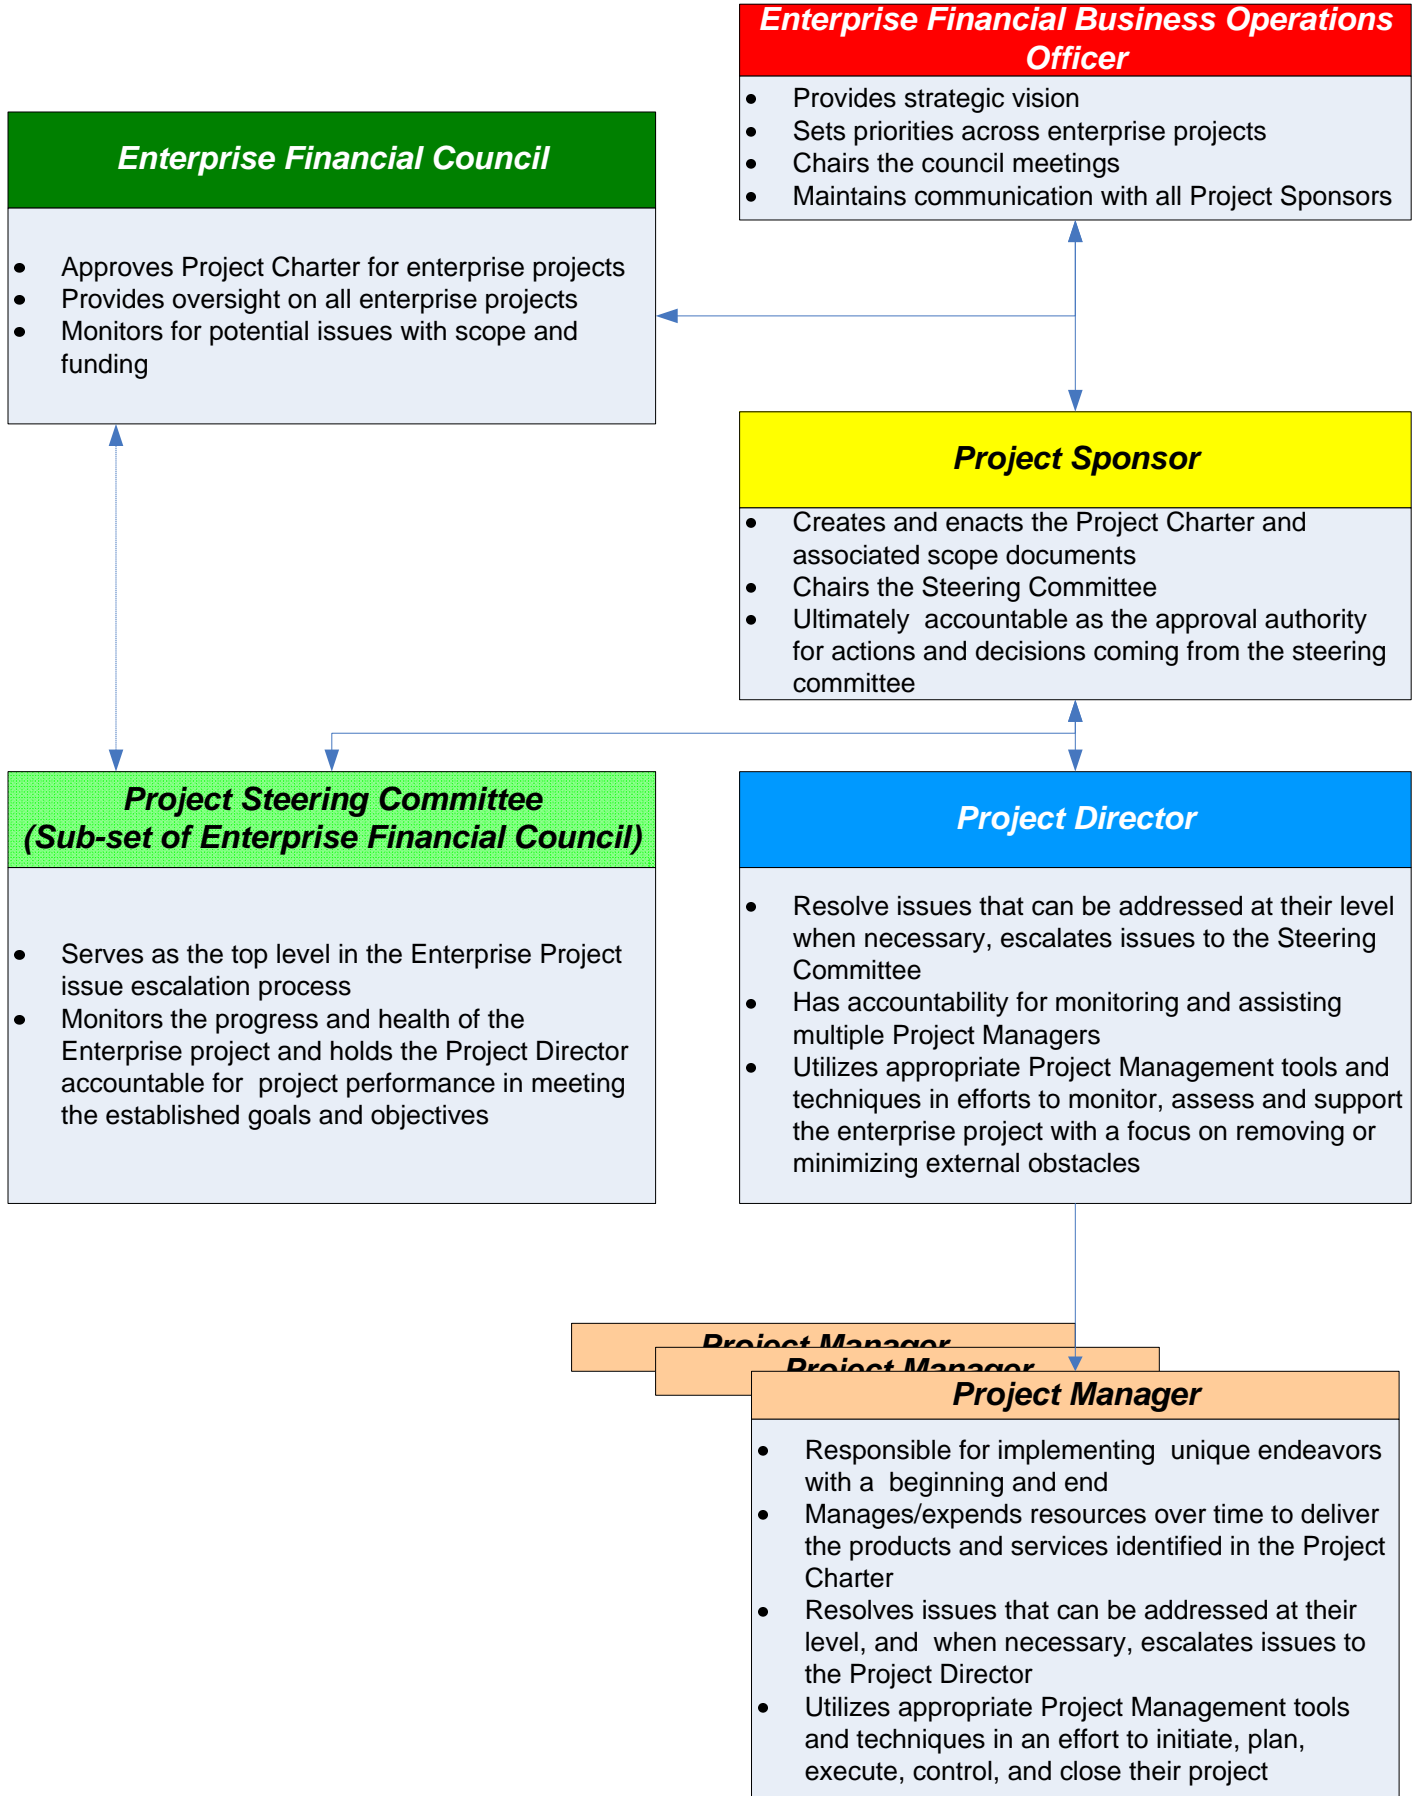 Enterprise Financial Business Operations
Officer
• Provides strategic vision
• Sets priorities across enterprise projects
• Chairs the council meetings
• Maintains communication with all Project Sponsors
Enterprise Financial Council
• Approves Project Charter for enterprise projects
• Provides oversight on all enterprise projects
• Monitors for potential issues with scope and
funding
Project Sponsor
• Creates and enacts the Project Charter and
associated scope documents
• Chairs the Steering Committee
• Ultimately accountable as the approval authority
for actions and decisions coming from the steering
committee
Project Steering Committee
(Sub-set of Enterprise Financial Council)
• Serves as the top level in the Enterprise Project
issue escalation process
• Monitors the progress and health of the
Enterprise project and holds the Project Director
accountable for project performance in meeting
the established goals and objectives
Project Director
• Resolve issues that can be addressed at their level
when necessary, escalates issues to the Steering
Committee
• Has accountability for monitoring and assisting
multiple Project Managers
• Utilizes appropriate Project Management tools and
techniques in efforts to monitor, assess and support
the enterprise project with a focus on removing or
minimizing external obstacles
Project Manager
Project Manager
Project Manager
• Responsible for implementing unique endeavors
with a beginning and end
• Manages/expends resources over time to deliver
the products and services identified in the Project
Charter
• Resolves issues that can be addressed at their
level, and when necessary, escalates issues to
the Project Director
• Utilizes appropriate Project Management tools
and techniques in an effort to initiate, plan,
execute, control, and close their project